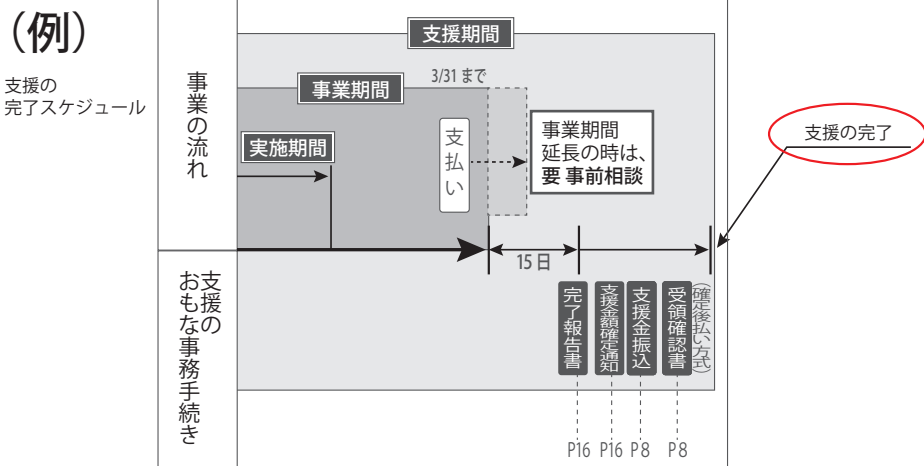 （例）
支援の
完了スケジュール
事業の流れ
支援期間
3/31 まで
事業期間
実施期間
支払い
事業期間
延長の時は、
要 事前相談
支援の完了
15 日
支援の
おもな事務手続き
完了報告書
支援金額確定通知
支援金振込
受領確認書
（確定後払い方式）
P16
P16
P8
P8